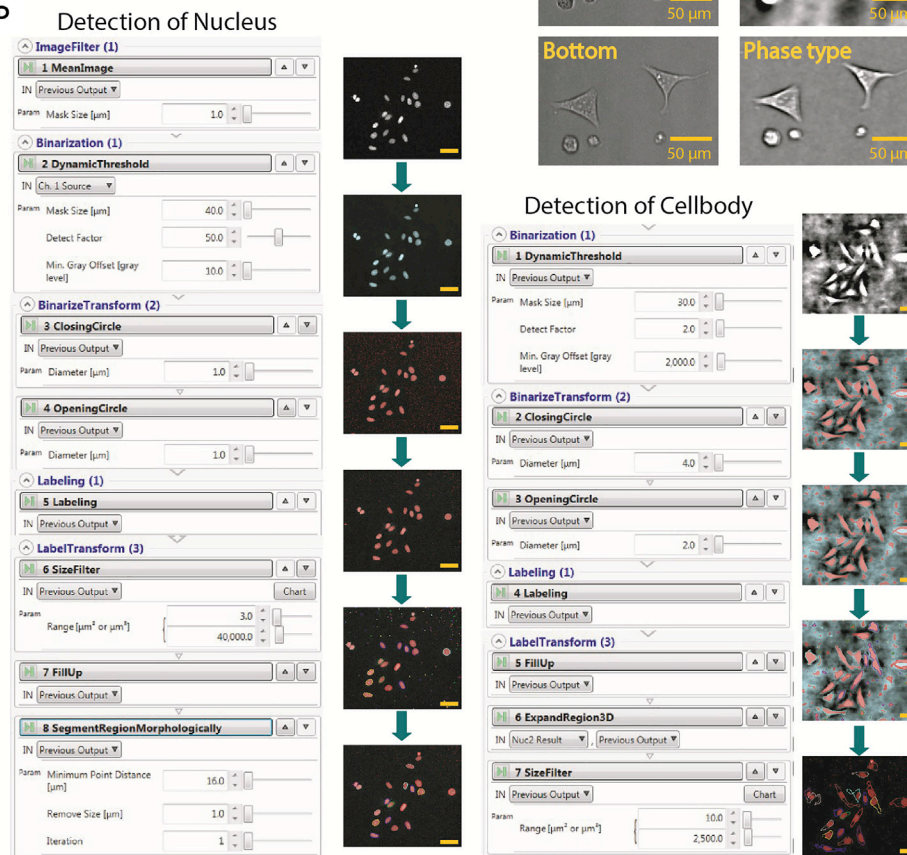 Detection of Nucleus
ImageFilter (1)
1 MeanImage
IN Previous Output
Param Mask Size [µm] 1.0
Binarization (1)
2 DynamicThreshold
IN Ch. 1 Source
Param Mask Size [µm] 40.0
Detect Factor 50.0
Min. Gray Offset [gray
level] 10.0
BinarizeTransform (2)
3 ClosingCircle
IN Previous Output
Param Diameter [µm] 1.0
4 OpeningCircle
IN Previous Output
Param Diameter [µm] 1.0
Labeling (1)
5 Labeling
IN Previous Output
LabelTransform (3)
6 SizeFilter
IN Previous Output Chart
Param Range [µm² or µm³] 3.0
40,000.0
7 FillUp
IN Previous Output
8 SegmentRegionMorphologically
IN Previous Output
Param Minimum Point Distance
[µm] 16.0
Remove Size [µm] 1.0
Iteration 1
50 µm
50 µm
Bottom
Phase type
50 µm
50 µm
Detection of Cellbody
Binarization (1)
1 DynamicThreshold
IN Previous Output
Param Mask Size [µm] 30.0
Detect Factor 2.0
Min. Gray Offset [gray
level] 2,000.0
BinarizeTransform (2)
2 ClosingCircle
IN Previous Output
Param Diameter [µm] 4.0
3 OpeningCircle
IN Previous Output
Param Diameter [µm] 2.0
Labeling (1)
4 Labeling
IN Previous Output
LabelTransform (3)
5 FillUp
IN Previous Output
6 ExpandRegion3D
IN Nuc2 Result , Previous Output
7 SizeFilter
IN Previous Output Chart
Param Range [µm² or µm³] 10.0
2,500.0